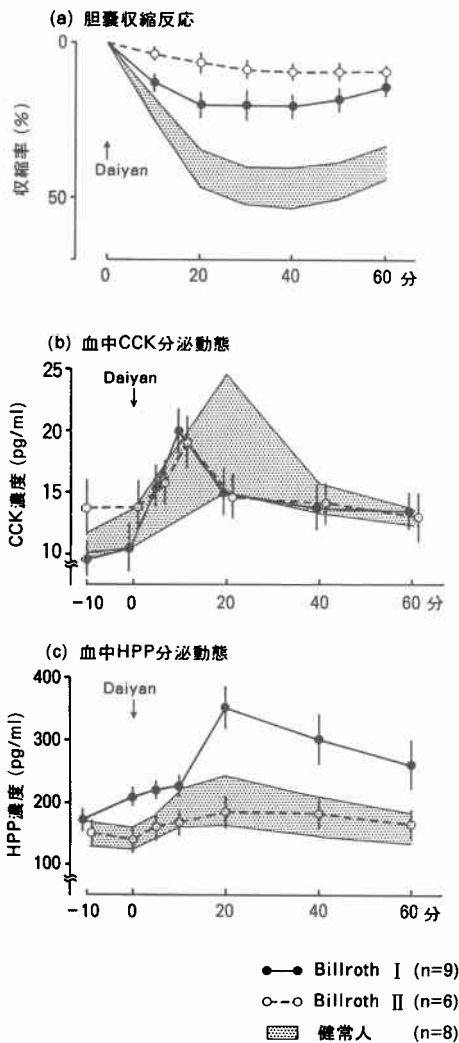 (a) 胆嚢収縮反応
0
50
収縮率 (%)
Daiyan
0 20 40 60 分
(b) 血中CCK分泌動態
Daiyan
25
20
15
10
CCK濃度 (pg/ml)
-10 0 20 40 60 分
(c) 血中HPP分泌動態
Daiyan
400
300
200
100
HPP濃度 (pg/ml)
-10 0 20 40 60 分
Billroth I (n=9)
Billroth II (n=6)
健常人 (n=8)